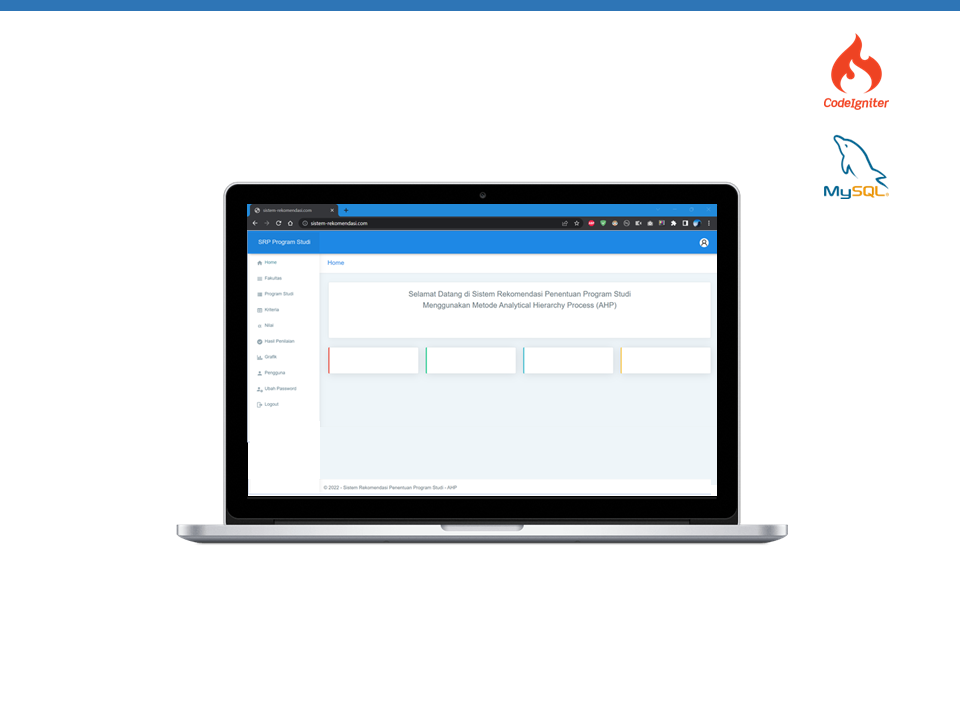 CodeIgniter
MySQL®
sistem-rekomendasi.com
sistem-rekomendasi.com
SRP Program Studi
Home
Home
Fakultas
Selamat Datang di Sistem Rekomendasi Penentuan Program Studi
Menggunakan Metode Analytical Hierarchy Process (AHP)
Program Studi
Kriteria
Nilai
Hasil Penilaian
Grafik
Pengguna
Ubah Password
Logout
© 2022 - Sistem Rekomendasi Penentuan Program Studi - AHP